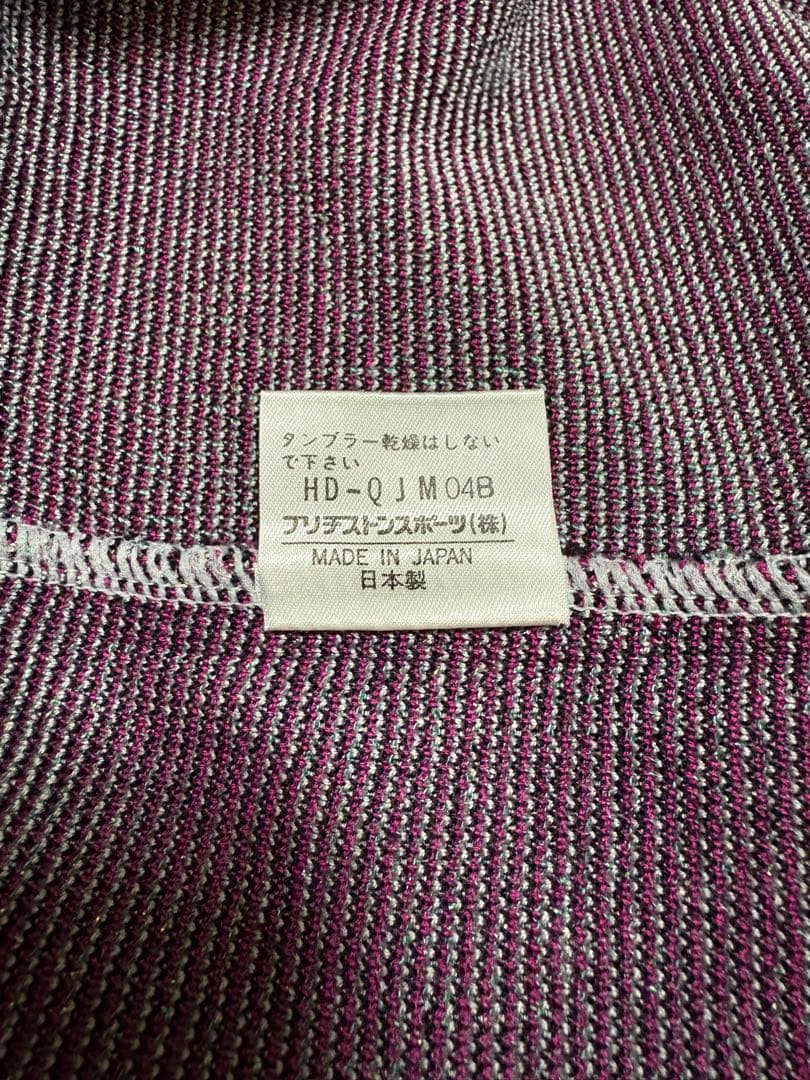 タンブラー乾燥はしない
で下さい
HD-QJM04B
ブリヂストンスポーツ(株)
MADE IN JAPAN
日本製